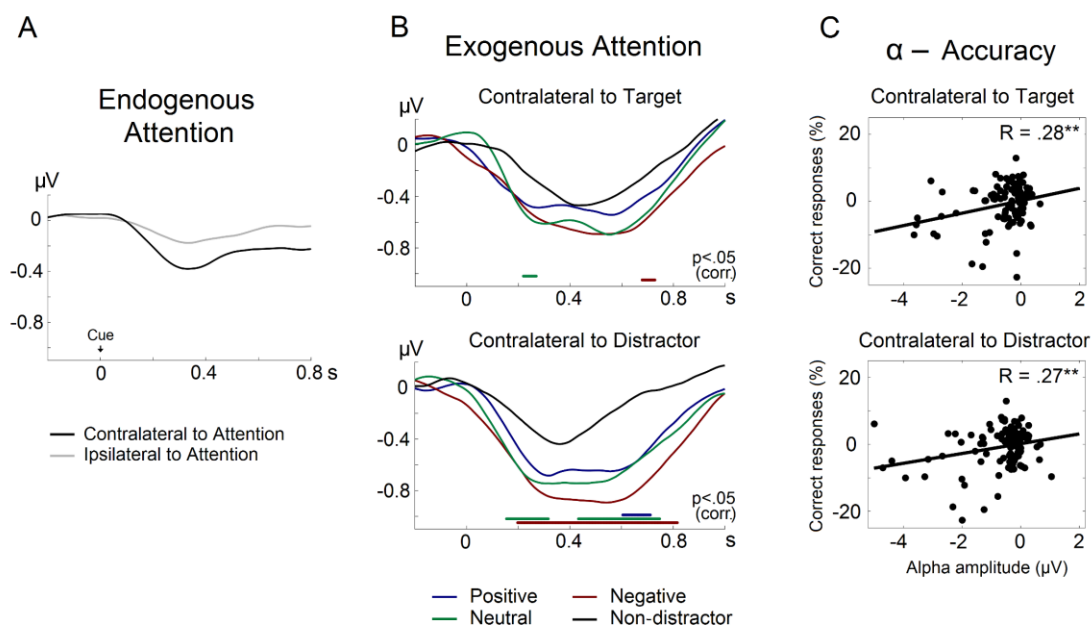 A
Endogenous
Attention
µV
0
-0.4
-0.8
Cue
0
0.4
0.8
s
Contralateral to Attention
Ipsilateral to Attention
B
Exogenous Attention
Contralateral to Target
µV
0
-0.4
-0.8
p<.05
(corr.)
0
0.4
0.8
s
Contralateral to Distractor
µV
0
-0.4
-0.8
p<.05
(corr.)
0
0.4
0.8
s
Positive
Negative
Neutral
Non-distractor
C
α – Accuracy
Contralateral to Target
Correct responses (%)
20
0
-20
R = .28**
-4
-2
0
2
Contralateral to Distractor
Correct responses (%)
20
0
-20
R = .27**
-4
-2
0
2
Alpha amplitude (µV)